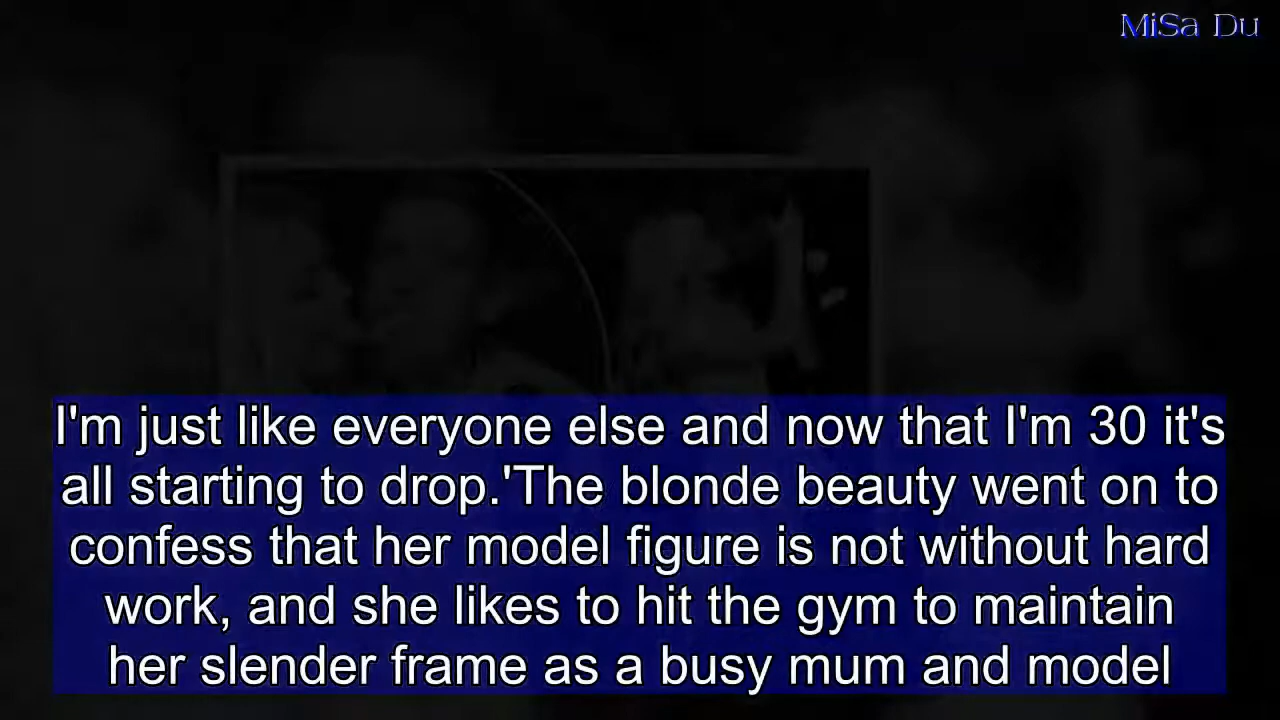 MiSa Du
I'm just like everyone else and now that I'm 30 it's
all starting to drop.'The blonde beauty went on to
confess that her model figure is not without hard
work, and she likes to hit the gym to maintain
her slender frame as a busy mum and model